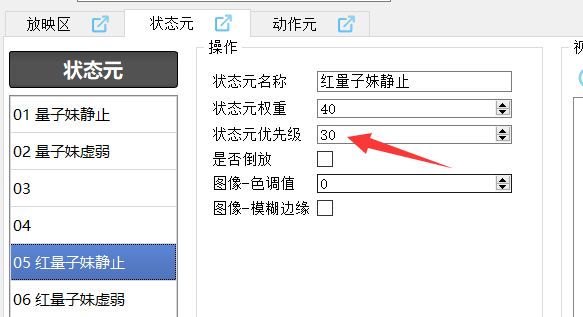 放映区
状态元
动作元
状态元
01 量子妹静止
02 量子妹虚弱
03
04
05 红量子妹静止
06 红量子妹虚弱
操作
状态元名称 红量子妹静止
状态元权重 40
状态元优先级 30
是否倒放
图像-色调值 0
图像-模糊边缘